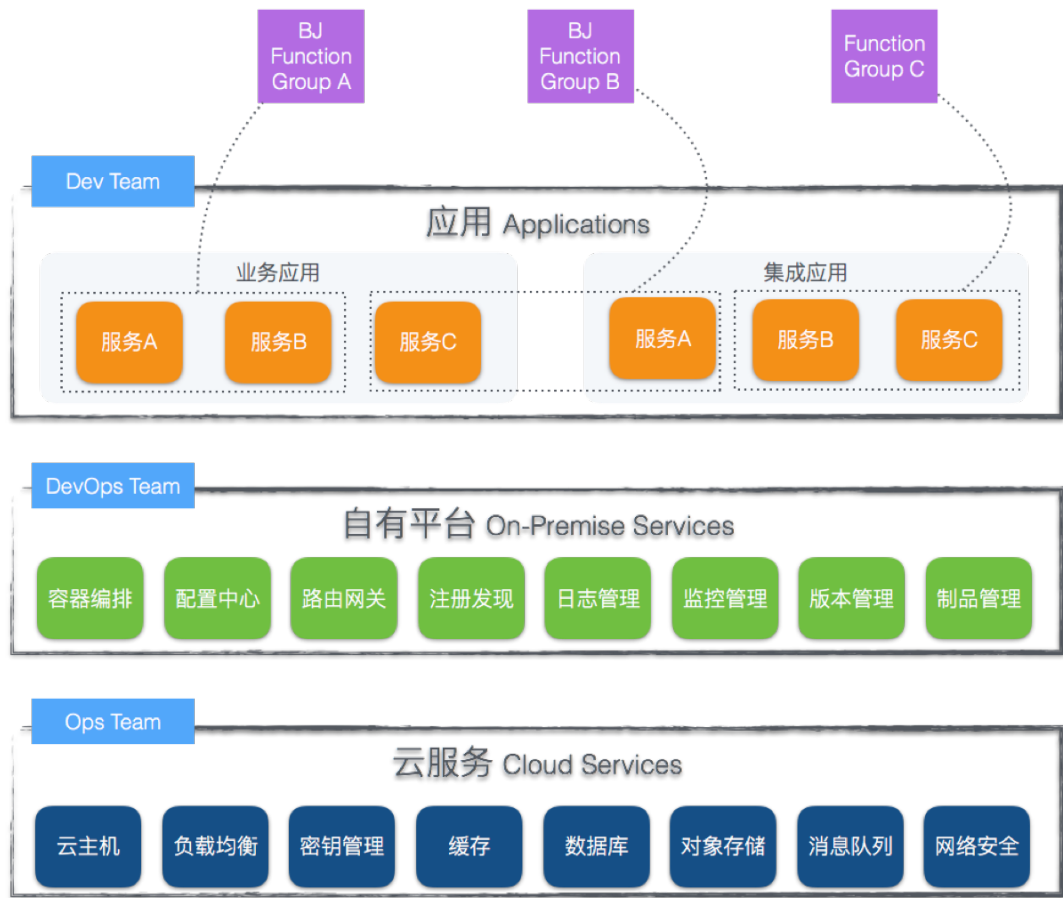 BJ
Function
Group A
BJ
Function
Group B
Function
Group C
Dev Team
应用 Applications
业务应用
集成应用
服务A
服务B
服务C
服务A
服务B
服务C
DevOps Team
自有平台 On-Premise Services
容器编排
配置中心
路由网关
注册发现
日志管理
监控管理
版本管理
制品管理
Ops Team
云服务 Cloud Services
云主机
负载均衡
密钥管理
缓存
数据库
对象存储
消息队列
网络安全